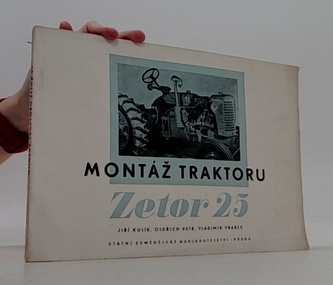 MONTÁŽ TRAKTORU
Zetor 25
JIŘÍ KULÍK, OLDŘICH PETR, VLADIMÍR VRABEC
STÁTNÍ ZEMĚDĚLSKÉ NAKLADATELSTVÍ - PRAHA